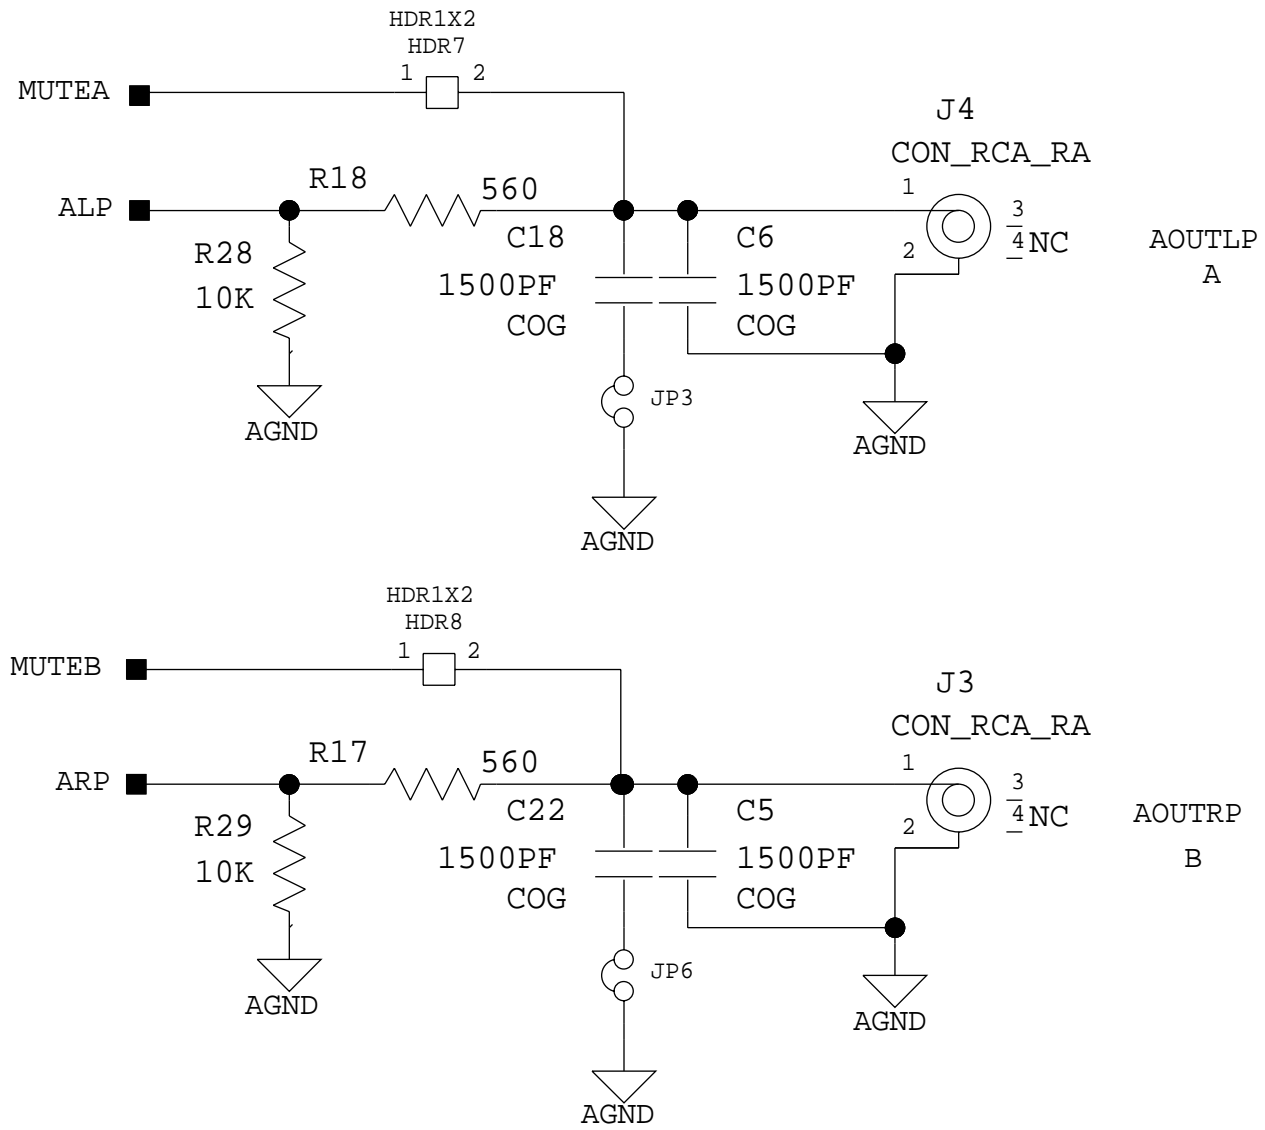 HDR1X2
HDR7
1 2
MUTEA
J4
CON_RCA_RA
R18 560
1
ALP
3
4 NC
2
AOUTLP
A
R28
10K
C18
1500PF
COG
C6
1500PF
COG
JP3
AGND
AGND
AGND
HDR1X2
HDR8
1 2
MUTEB
J3
CON_RCA_RA
R17 560
1
ARP
3
4 NC
2
AOUTRP
B
R29
10K
C22
1500PF
COG
C5
1500PF
COG
JP6
AGND
AGND
AGND